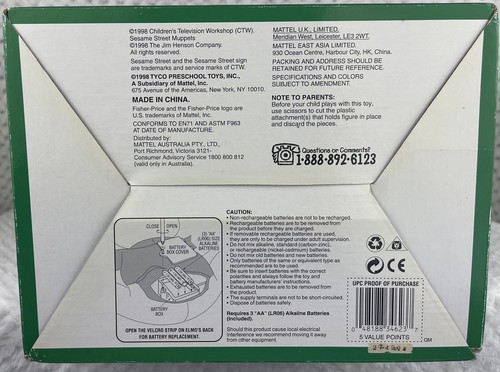 ©1998 Children's Television Workshop (CTW).
Sesame Street Muppets
©1998 The Jim Henson Company.
All rights reserved.
Sesame Street and the Sesame Street sign
are trademarks and service marks of CTW.
©1998 TYCO PRESCHOOL TOYS, INC.,
A Subsidiary of Mattel, Inc.
675 Avenue of the Americas, New York, NY 10010.
MADE IN CHINA.
Fisher-Price and the Fisher-Price logo are
U.S. trademarks of Mattel, Inc.
CONFORMS TO EN71 AND ASTM F963
AT DATE OF MANUFACTURE.
Distributed by:
MATTEL AUSTRALIA PTY., LTD.,
Port Richmond, Victoria 3121-
Consumer Advisory Service 1800 800 812
(valid only in Australia).
MATTEL U.K., LIMITED,
Meridian West, Leicester, LE3 2WT.
MATTEL EAST ASIA LIMITED.
930 Ocean Centre, Harbour City, HK, China.
PACKING AND ADDRESS SHOULD BE
RETAINED FOR FUTURE REFERENCE.
SPECIFICATIONS AND COLORS
SUBJECT TO AMENDMENT.
NOTE TO PARENTS:
Before your child plays with this toy,
use scissors to cut the plastic
attachment(s) that holds figure in place
and discard the pieces.
Questions or Comments?
1-888-892-6123
CLOSE
OPEN
(3) "AA"
(LR06) SIZE
ALKALINE
BATTERIES
BATTERY
BOX COVER
BATTERY
BOX
OPEN THE VELCRO STRIP ON ELMO'S BACK
FOR BATTERY REPLACEMENT.
CAUTION:
• Non-rechargeable batteries are not to be recharged.
• Rechargeable batteries are to be removed from
the product before they are charged.
• If removable rechargeable batteries are used,
they are only to be charged under adult supervision.
• Do not mix alkaline, standard (carbon-zinc),
or rechargeable (nickel-cadmium) batteries.
• Do not mix old batteries and new batteries.
• Only batteries of the same or equivalent type as
recommended are to be used.
• Be sure to insert batteries with the correct
polarities and always follow the toy and
battery manufacturers' instructions.
• Exhausted batteries are to be removed from
the product.
• The supply terminals are not to be short-circuited.
• Dispose of batteries safely.
Requires 3 "AA" (LR06) Alkaline Batteries
(Included).
Should this product cause local electrical
interference we recommend moving it away
from other equipment.
CE
UPC PROOF OF PURCHASE
0 48188 34623 7
5 VALUE POINTS
GM